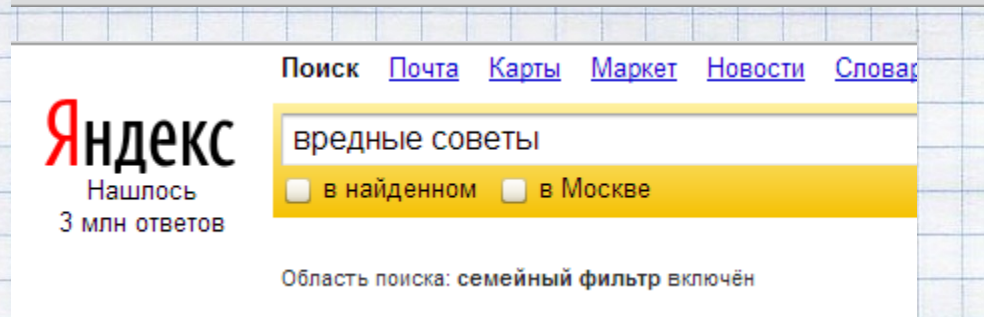 Поиск Почта Карты Маркет Новости Словар
Яндекс
вредные советы
Нашлось
3 млн ответов
в найденном в Москве
Область поиска: семейный фильтр включён